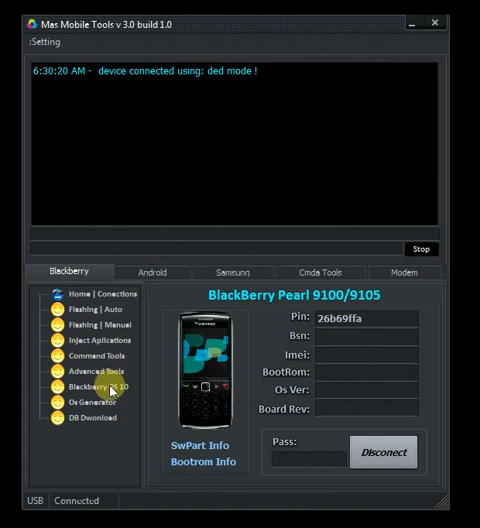 Mas Mobile Tools v 3.0 build 1.0
:Setting
6:30:20 AM - device connected using: ded mode !
Stop
Blackberry
Android
Samsung
Cmda Tools
Modem
Home | Conections
Flashing | Auto
Flashing | Manual
Inject Aplications
Command Tools
Advanced Tools
Blackberry OS 10
Os Generator
DB Dwonload
BlackBerry Pearl 9100/9105
Pin: 26b69ffa
Bsn:
Imei:
BootRom:
Os Ver:
Board Rev:
SwPart Info
Bootrom Info
Pass:
Disconect
USB Connected